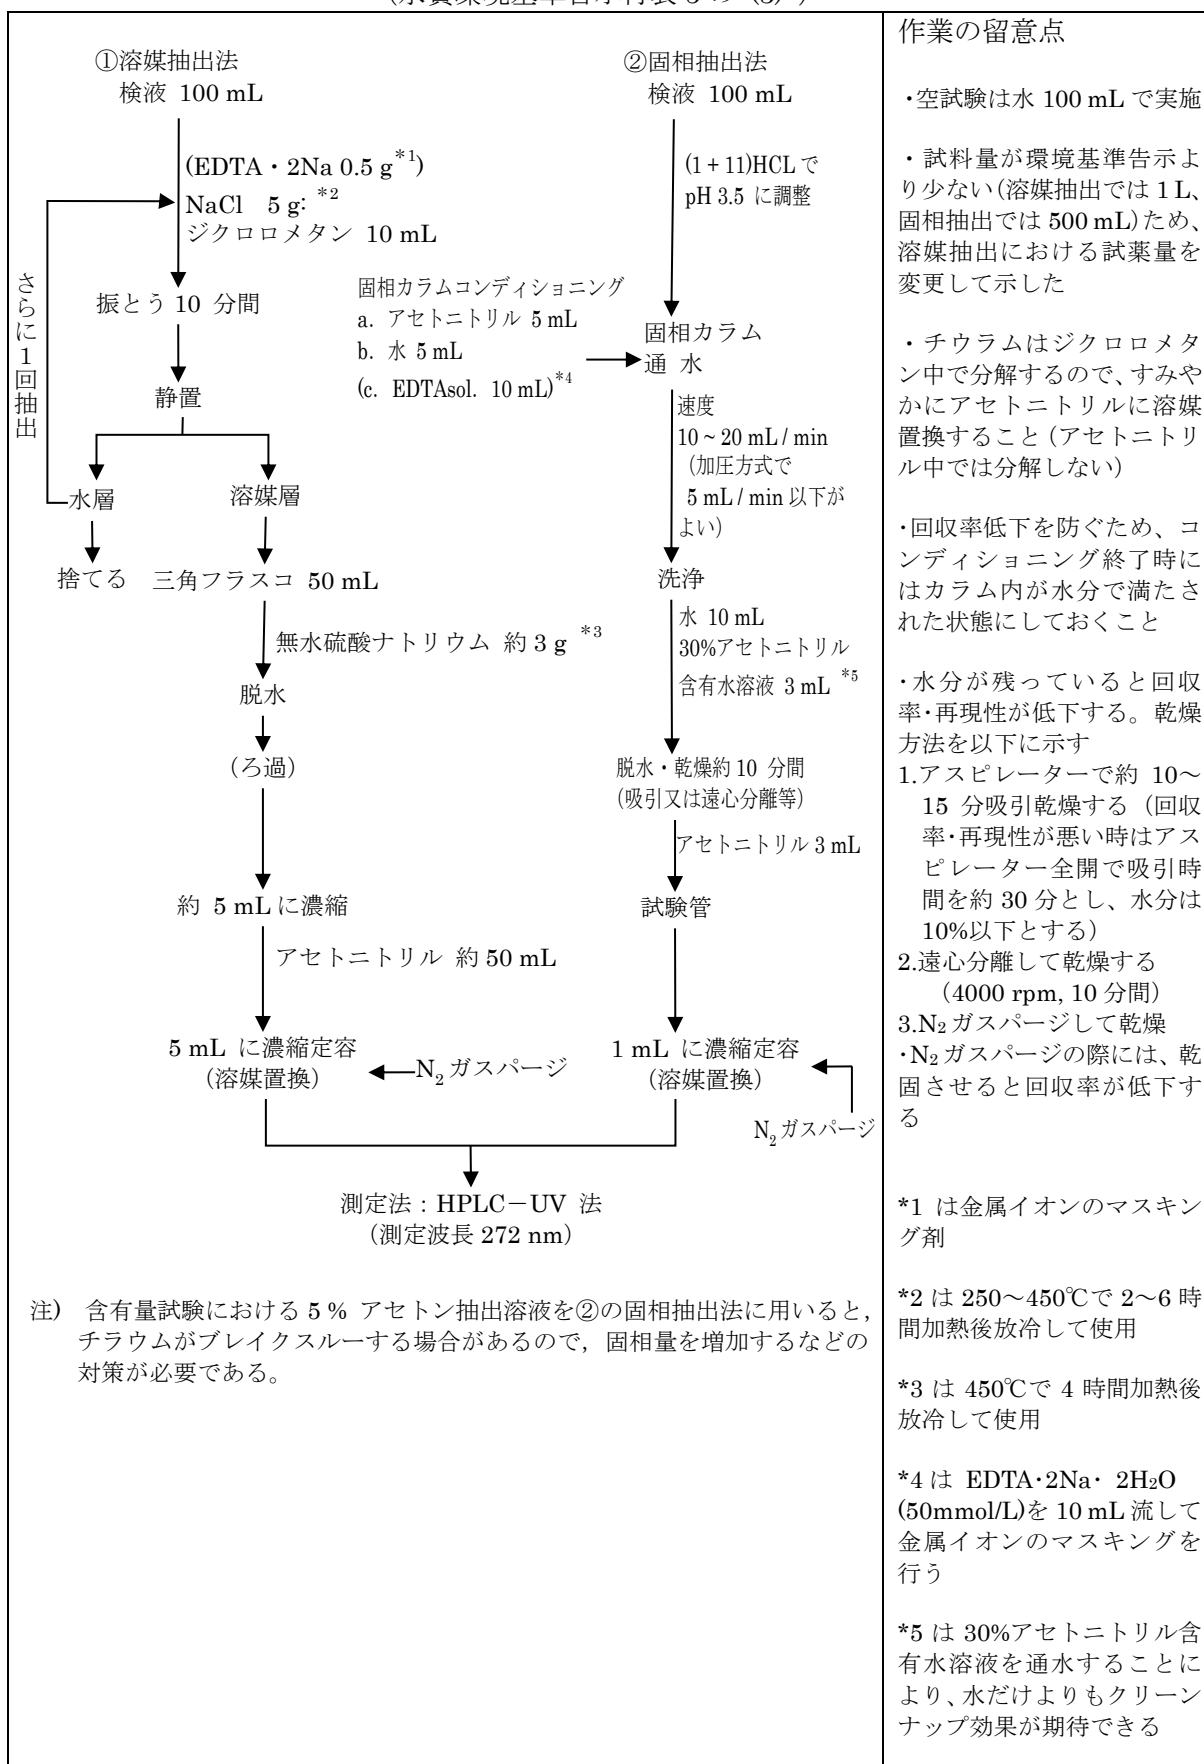 ①溶媒抽出法
検液 100 mL
(EDTA・2Na 0.5 g*1)
NaCl 5 g: *2
ジクロロメタン 10 mL
さらに1回抽出
振とう 10 分間
静置
水層
溶媒層
捨てる
三角フラスコ 50 mL
無水硫酸ナトリウム 約 3 g *3
脱水
(ろ過)
約 5 mL に濃縮
アセトニトリル 約 50 mL
5 mL に濃縮定容
(溶媒置換)
N2 ガスパージ
②固相抽出法
検液 100 mL
(1 + 11)HCL で
pH 3.5 に調整
固相カラムコンディショニング
a. アセトニトリル 5 mL
b. 水 5 mL
(c. EDTAsol. 10 mL)*4
固相カラム
通 水
速度
10 ~ 20 mL / min
(加圧方式で
5 mL / min 以下が
よい)
洗浄
水 10 mL
30%アセトニトリル
含有水溶液 3 mL *5
脱水・乾燥約 10 分間
(吸引又は遠心分離等)
アセトニトリル 3 mL
試験管
1 mL に濃縮定容
(溶媒置換)
N2 ガスパージ
測定法：HPLC－UV 法
(測定波長 272 nm)
注) 含有量試験における 5 % アセトン抽出溶液を②の固相抽出法に用いると,
チラウムがブレイクスルーする場合があるので，固相量を増加するなどの
対策が必要である。
作業の留意点
・空試験は水 100 mL で実施
・試料量が環境基準告示よ
り少ない(溶媒抽出では 1 L、
固相抽出では 500 mL)ため、
溶媒抽出における試薬量を
変更して示した
・チウラムはジクロロメタ
ン中で分解するので、すみや
かにアセトニトリルに溶媒
置換すること (アセトニトリ
ル中では分解しない)
・回収率低下を防ぐため、コ
ンディショニング終了時に
はカラム内が水分で満たさ
れた状態にしておくこと
・水分が残っていると回収
率・再現性が低下する。乾燥
方法を以下に示す
1.アスピレーターで約 10～
15 分吸引乾燥する (回収
率・再現性が悪い時はアス
ピレーター全開で吸引時
間を約 30 分とし、水分は
10%以下とする)
2.遠心分離して乾燥する
(4000 rpm, 10 分間)
3.N2 ガスパージして乾燥
・N2 ガスパージの際には、乾
固させると回収率が低下す
る
*1 は金属イオンのマスキン
グ剤
*2 は 250～450℃で 2～6 時
間加熱後放冷して使用
*3 は 450℃で 4 時間加熱後
放冷して使用
*4 は EDTA・2Na・ 2H2O
(50mmol/L)を 10 mL 流して
金属イオンのマスキングを
行う
*5 は 30%アセトニトリル含
有水溶液を通水することに
より、水だけよりもクリーン
ナップ効果が期待できる